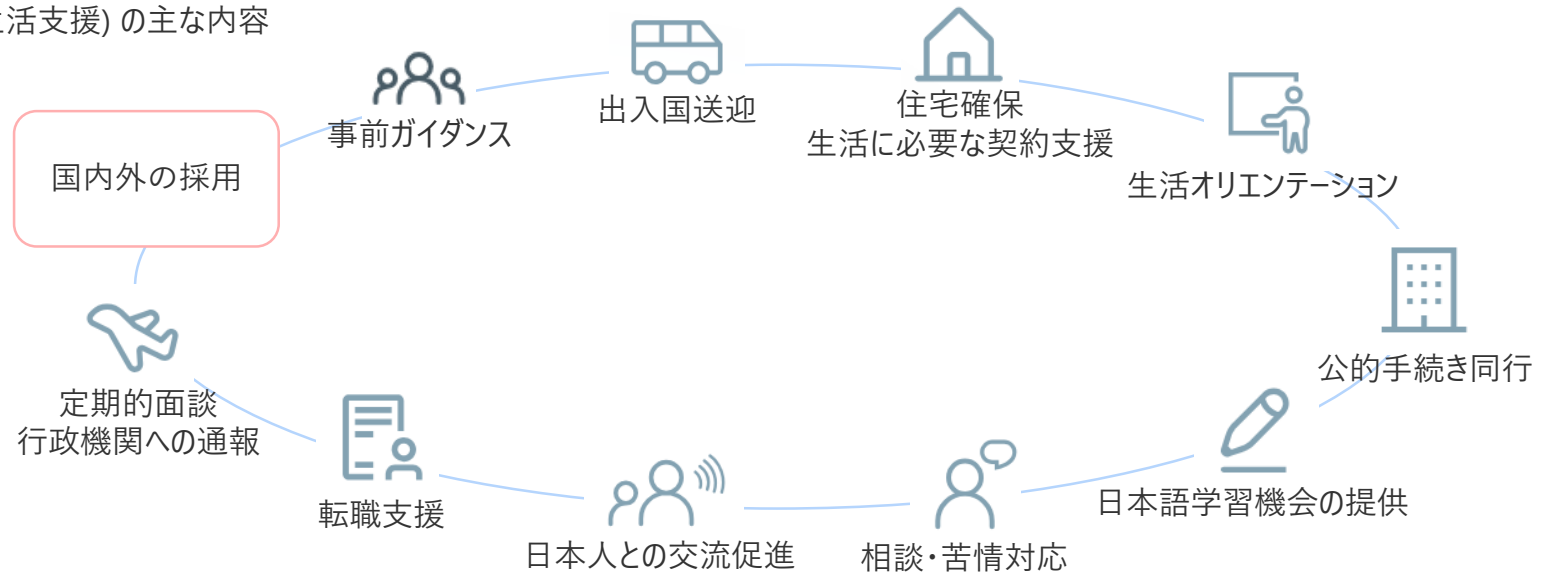 活支援) の主な内容
国内外の採用
事前ガイダンス
出入国送迎
住宅確保
生活に必要な契約支援
生活オリエンテーション
公的手続き同行
日本語学習機会の提供
相談・苦情対応
日本人との交流促進
転職支援
定期的面談
行政機関への通報